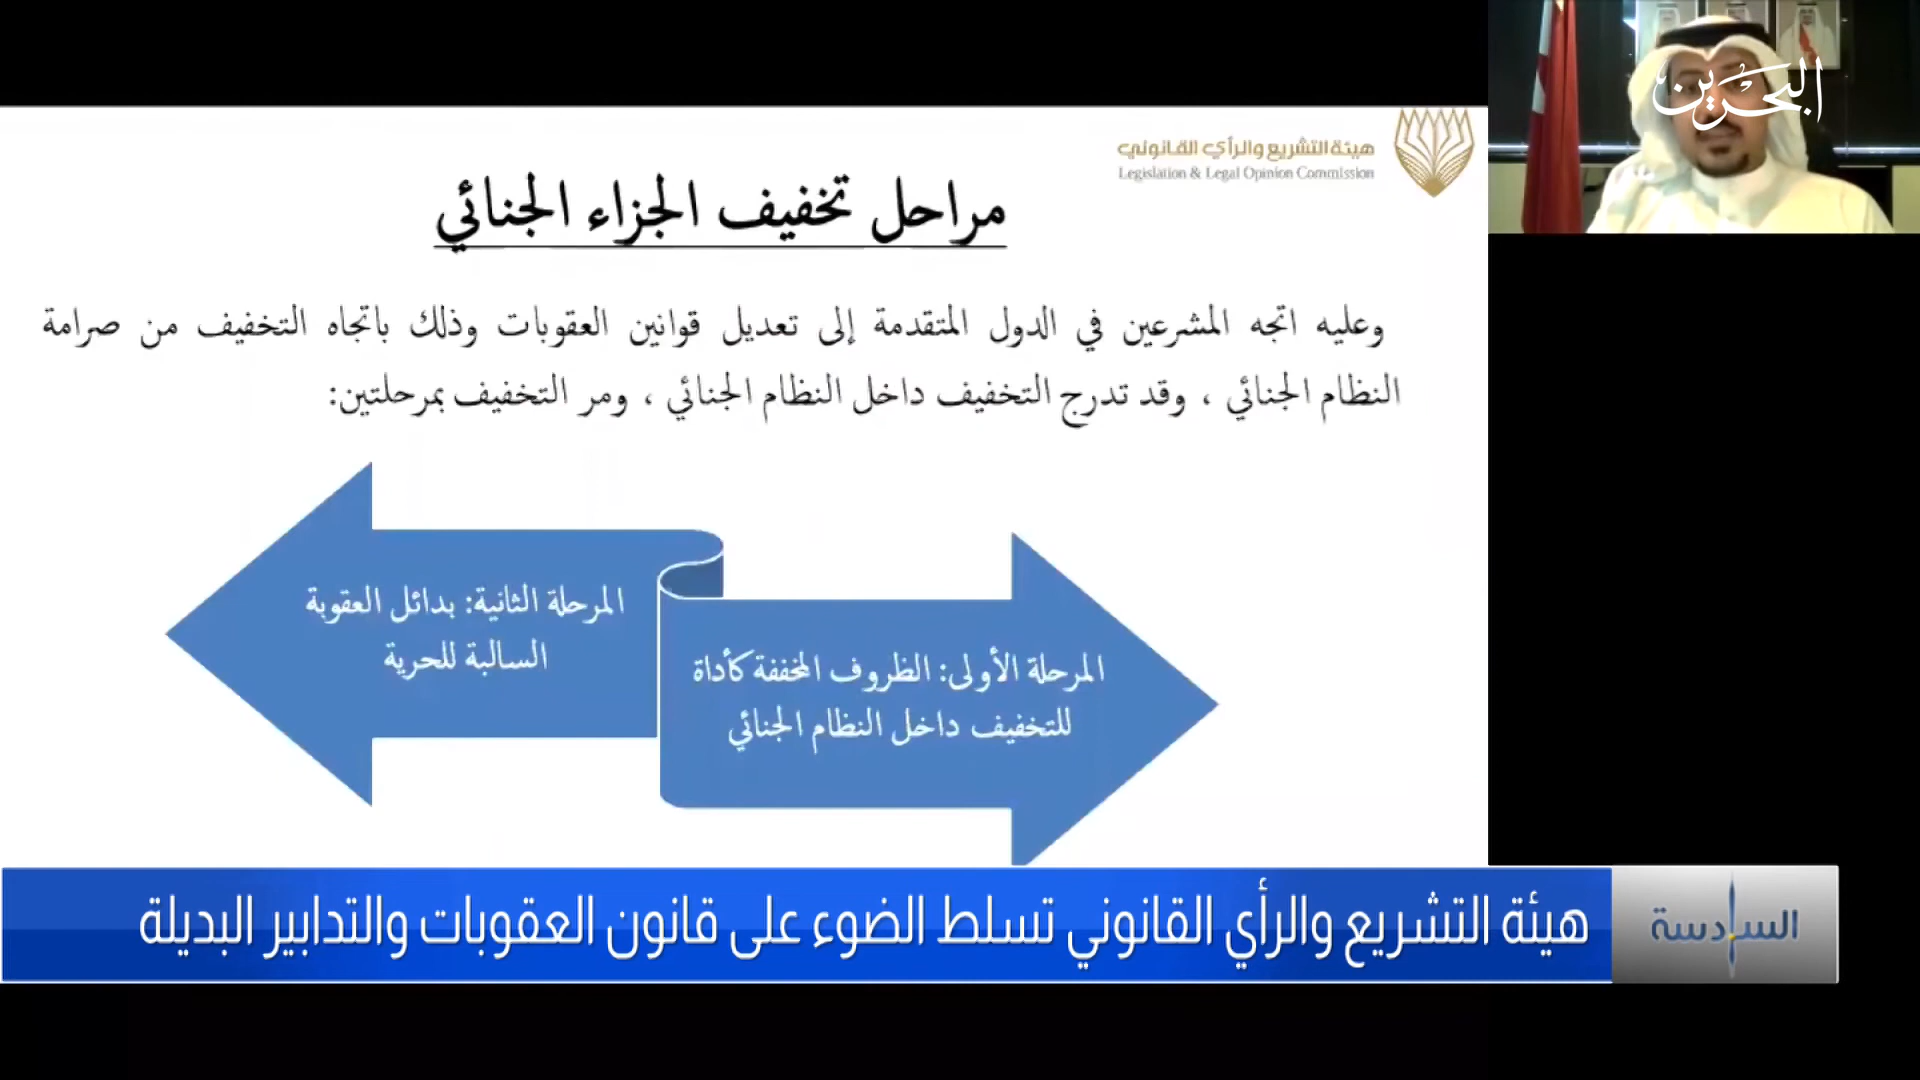 البحرين
هيئة التشريع والرأي القانوني
Legislation & Legal Opinion Commission
مراحل تخفيف الجزاء الجنائي
وعليه اتجه المشرعين في الدول المتقدمة إلى تعديل قوانين العقوبات وذلك باتجاه التخفيف من صرامة
النظام الجنائي ، وقد تدرج التخفيف داخل النظام الجنائي ، ومر التخفيف بمرحلتين:
المرحلة الأولى: الظروف المخففة كأداة
للتخفيف داخل النظام الجنائي
المرحلة الثانية: بدائل العقوبة
السالبة للحرية
السادسة
هيئة التشريع والرأي القانوني تسلط الضوء على قانون العقوبات والتدابير البديلة